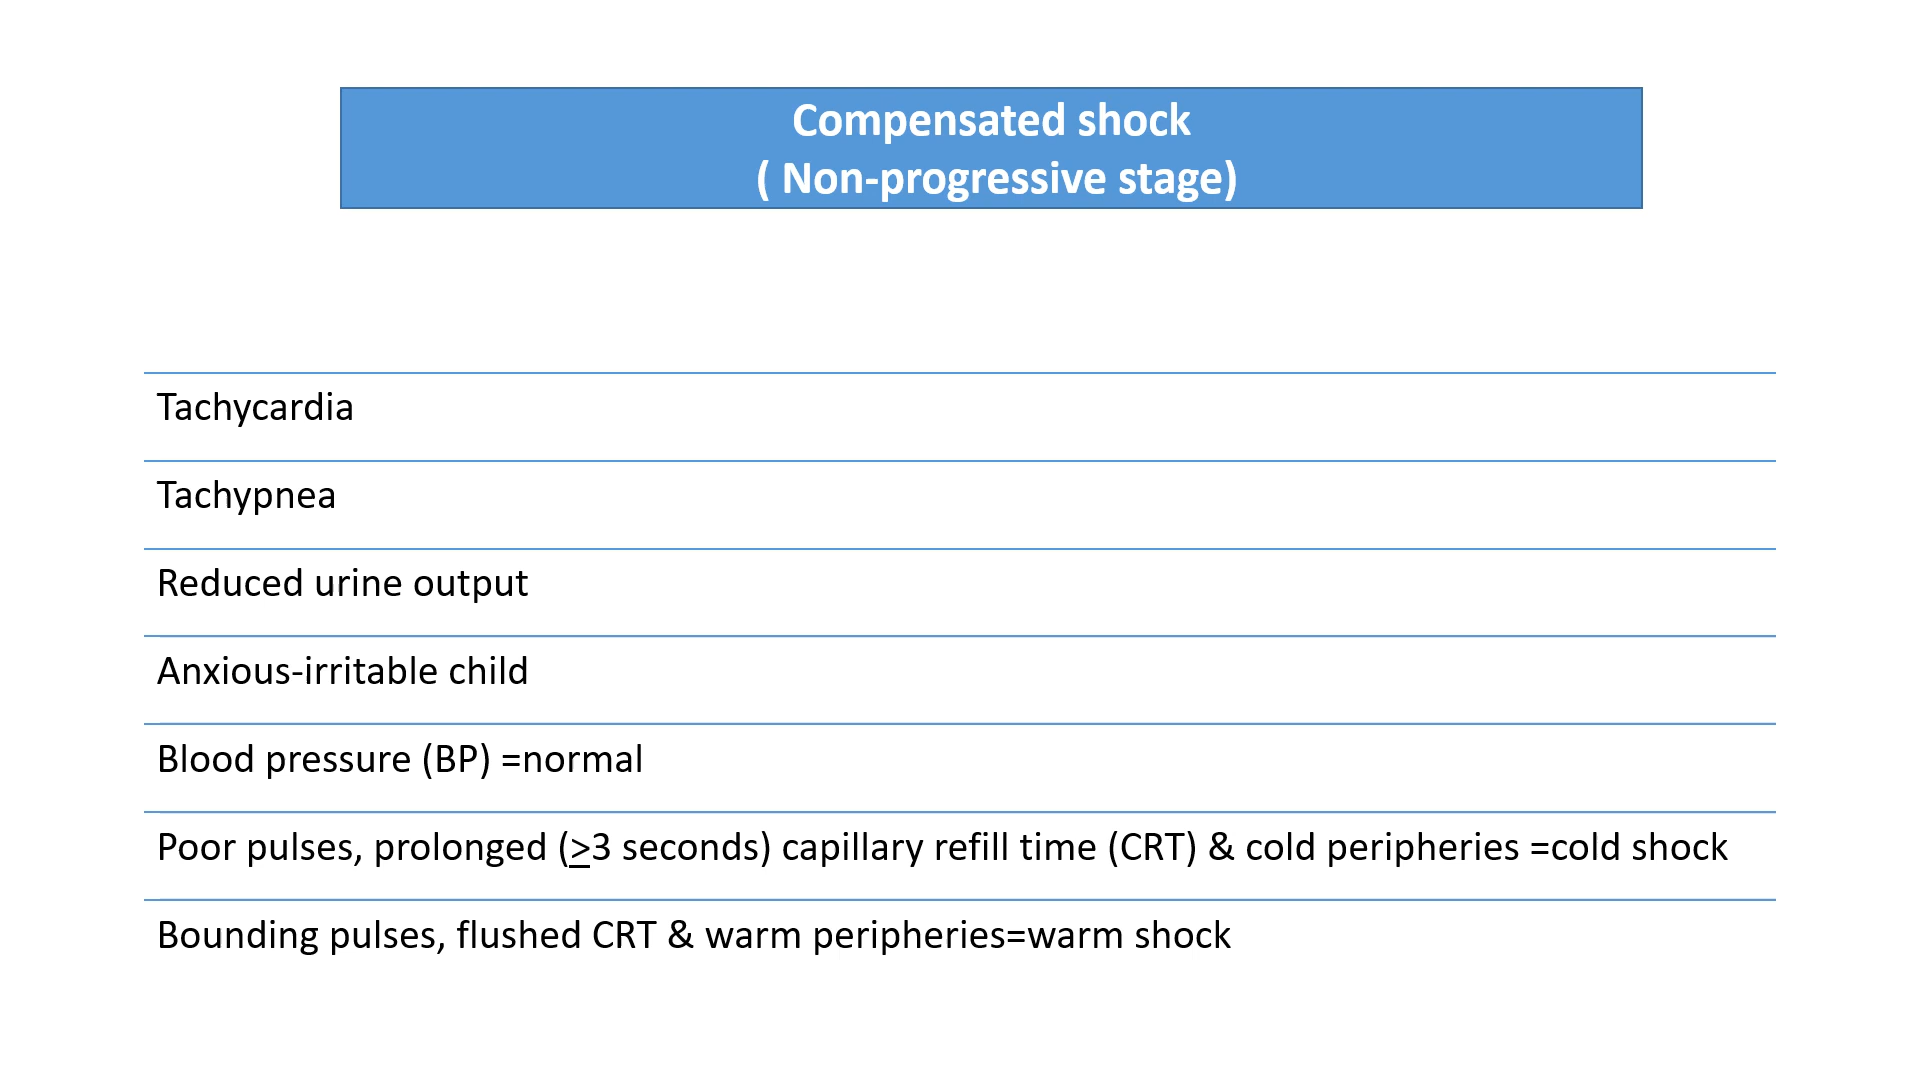 Compensated shock
( Non-progressive stage)
Tachycardia
Tachypnea
Reduced urine output
Anxious-irritable child
Blood pressure (BP) =normal
Poor pulses, prolonged (≥3 seconds) capillary refill time (CRT) & cold peripheries =cold shock
Bounding pulses, flushed CRT & warm peripheries=warm shock